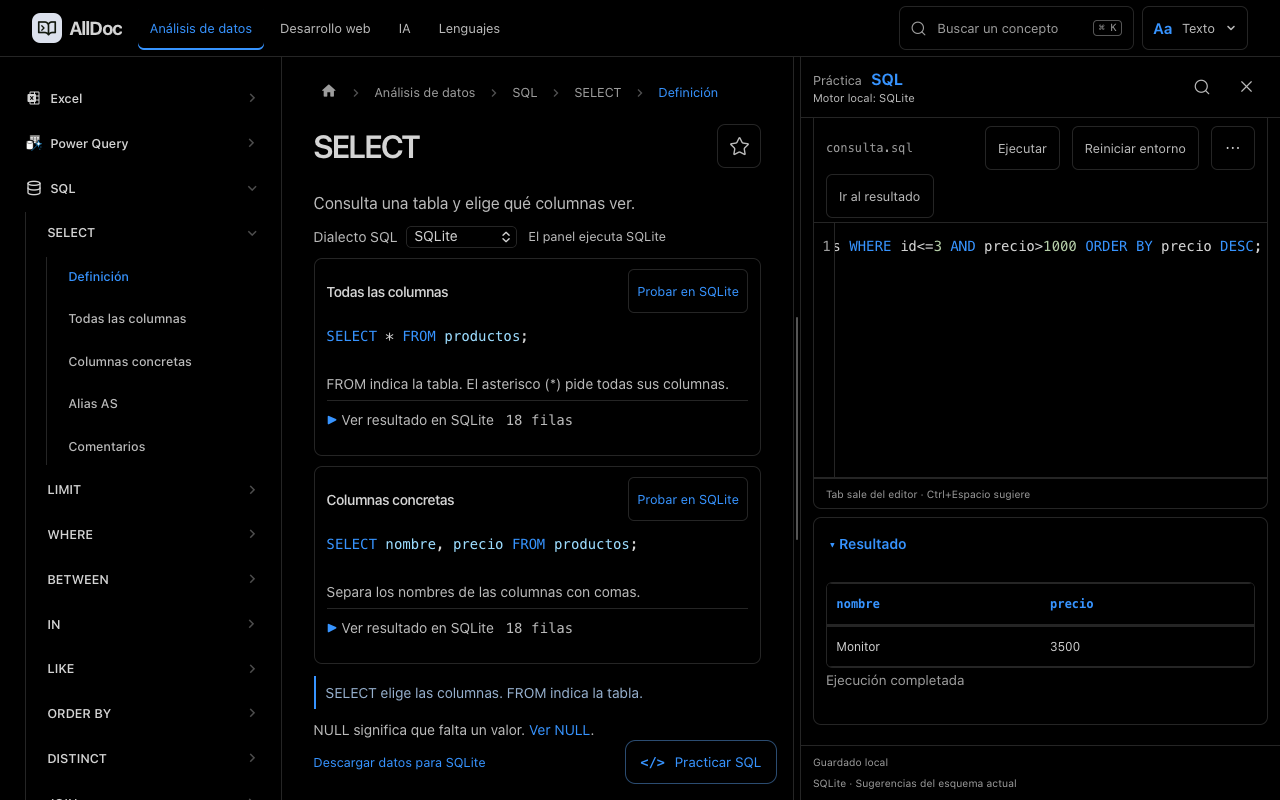 AllDoc
Análisis de datos
Desarrollo web
IA
Lenguajes
Buscar un concepto
⌘ K
Aa Texto
Excel
Power Query
SQL
SELECT
Definición
Todas las columnas
Columnas concretas
Alias AS
Comentarios
LIMIT
WHERE
BETWEEN
IN
LIKE
ORDER BY
DISTINCT
Análisis de datos
SQL
SELECT
Definición
SELECT
Consulta una tabla y elige qué columnas ver.
Dialecto SQL SQLite El panel ejecuta SQLite
Todas las columnas
Probar en SQLite
SELECT * FROM productos;
FROM indica la tabla. El asterisco (*) pide todas sus columnas.
Ver resultado en SQLite 18 filas
Columnas concretas
Probar en SQLite
SELECT nombre, precio FROM productos;
Separa los nombres de las columnas con comas.
Ver resultado en SQLite 18 filas
SELECT elige las columnas. FROM indica la tabla.
NULL significa que falta un valor. Ver NULL.
Descargar datos para SQLite
</> Practicar SQL
Práctica SQL
Motor local: SQLite
consulta.sql
Ejecutar
Reiniciar entorno
...
Ir al resultado
1 s WHERE id<=3 AND precio>1000 ORDER BY precio DESC;
Tab sale del editor · Ctrl+Espacio sugiere
Resultado
nombre precio
Monitor 3500
Ejecución completada
Guardado local
SQLite · Sugerencias del esquema actual